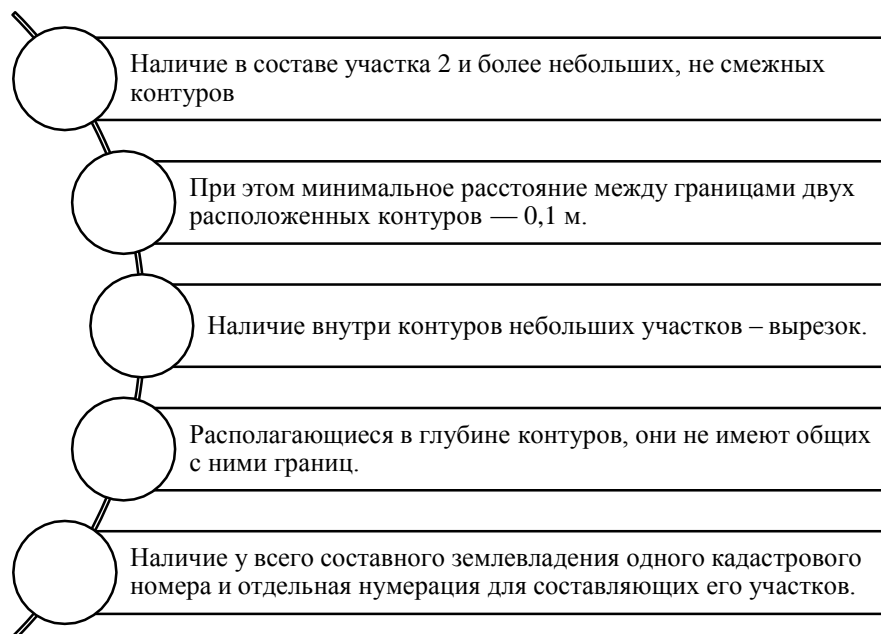 Наличие в составе участка 2 и более небольших, не смежных
контуров
При этом минимальное расстояние между границами двух
расположенных контуров — 0,1 м.
Наличие внутри контуров небольших участков – вырезок.
Располагающиеся в глубине контуров, они не имеют общих
с ними границ.
Наличие у всего составного землевладения одного кадастрового
номера и отдельная нумерация для составляющих его участков.